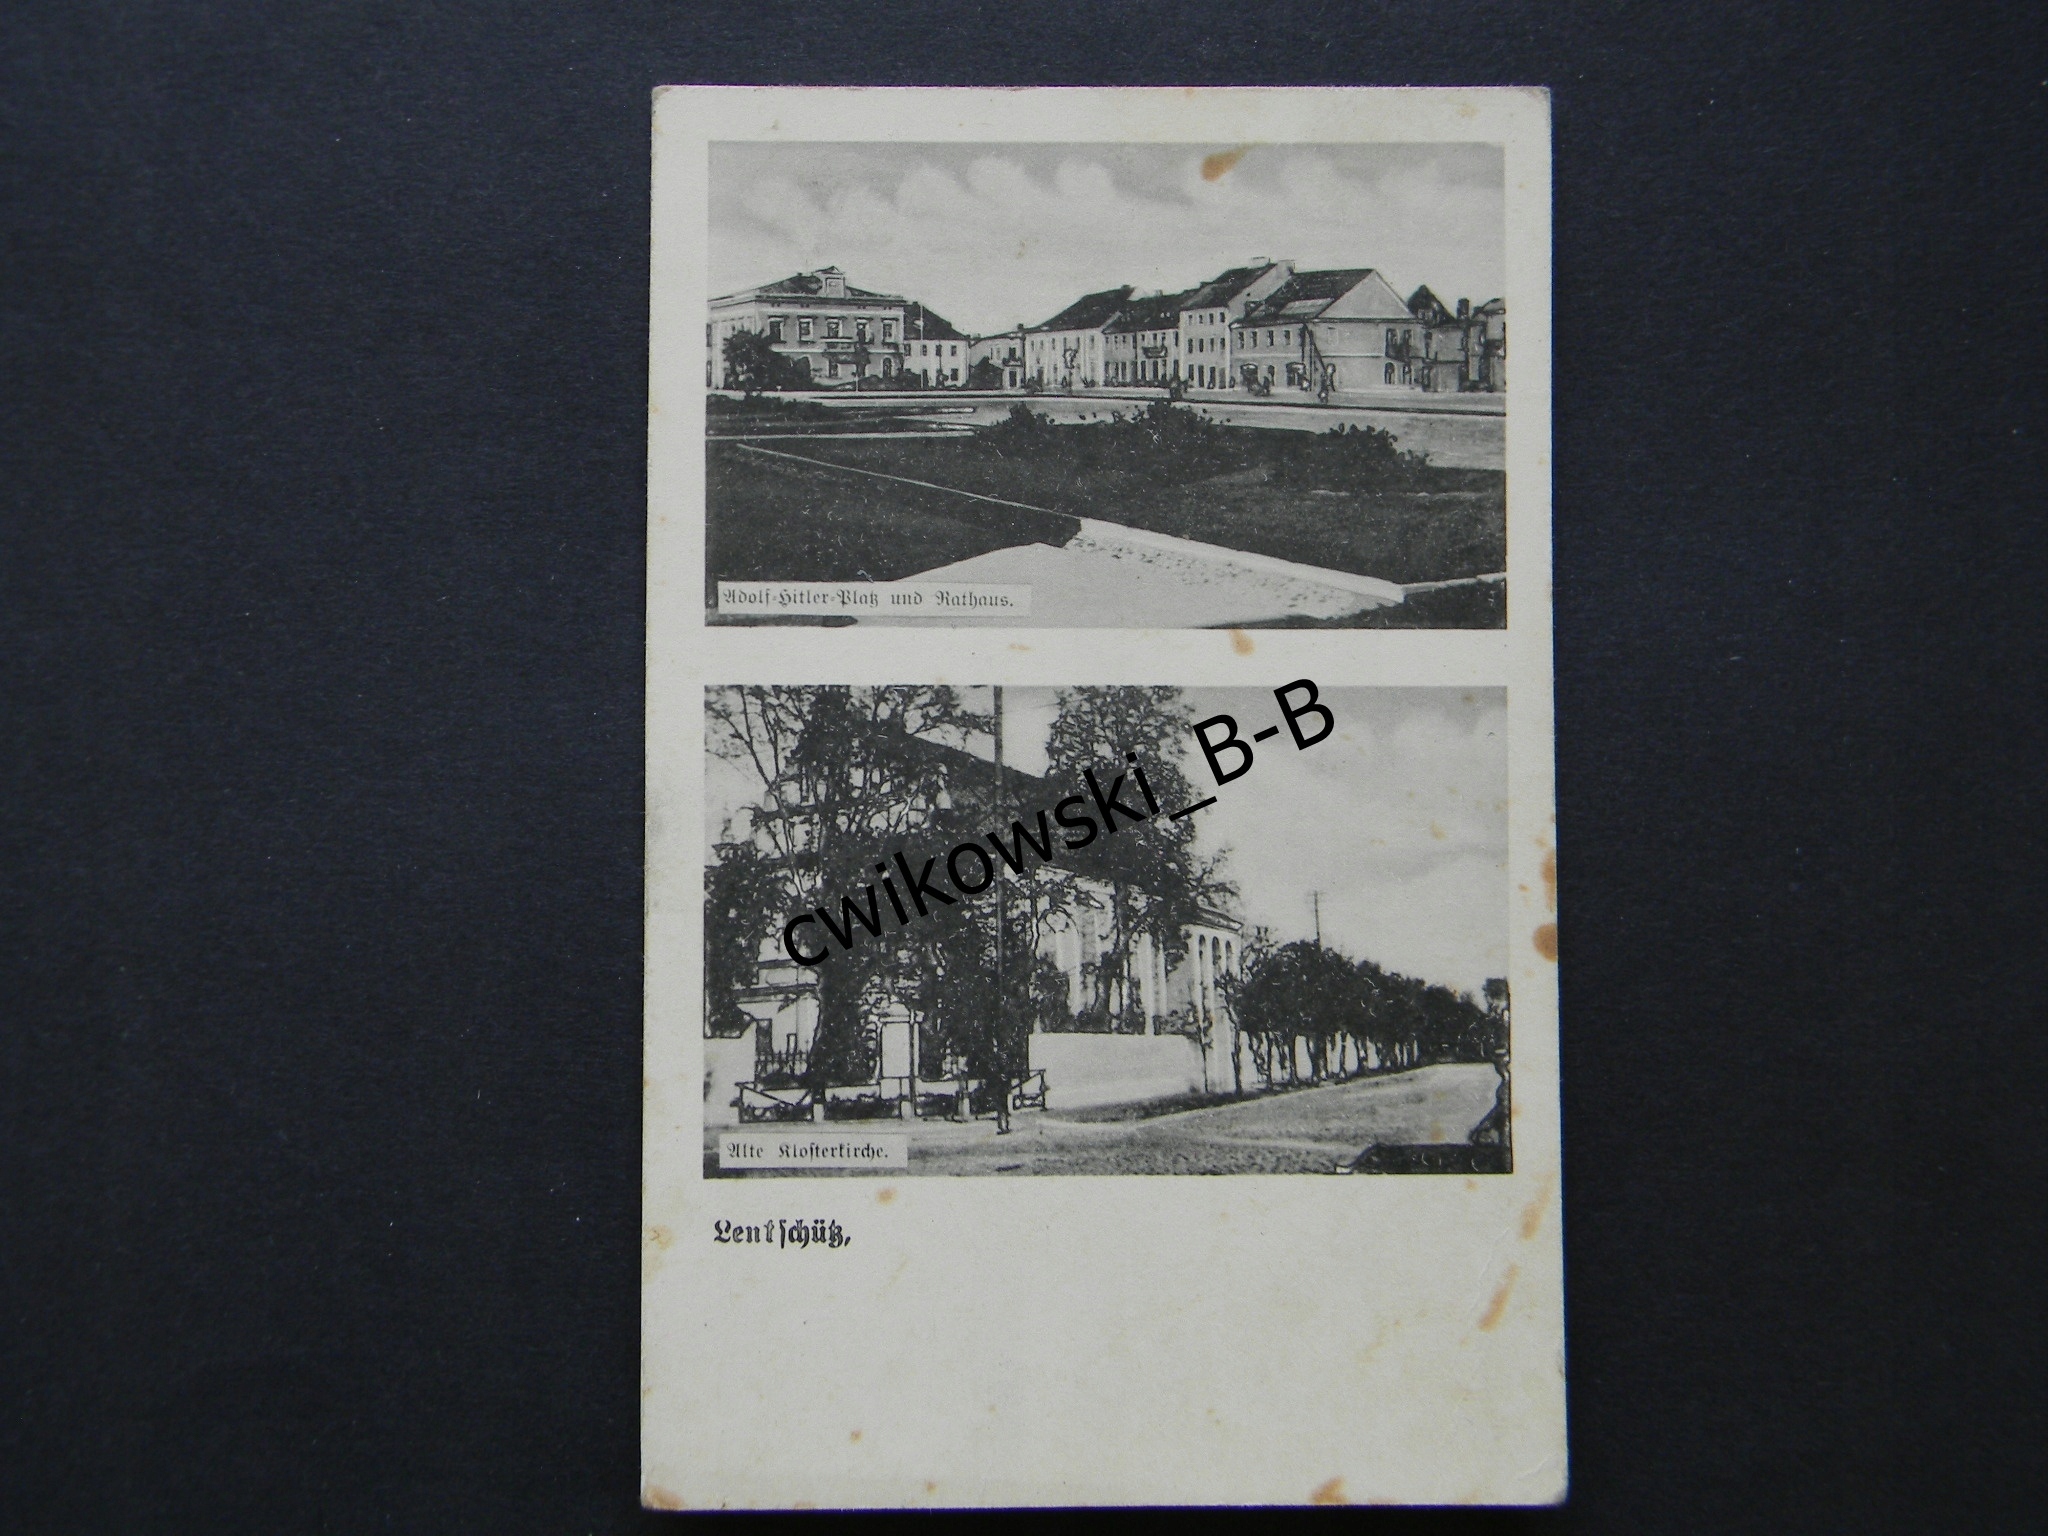 Adolf-Hitler-Platz und Rathaus.
cwikowski_B-B
Alte Klosterkirche.
Lentschütz,